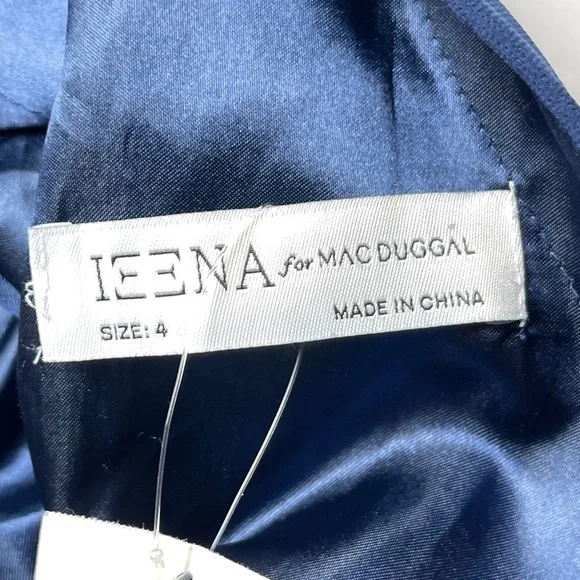 IEENA for MAC DUGGAL
SIZE: 4
MADE IN CHINA